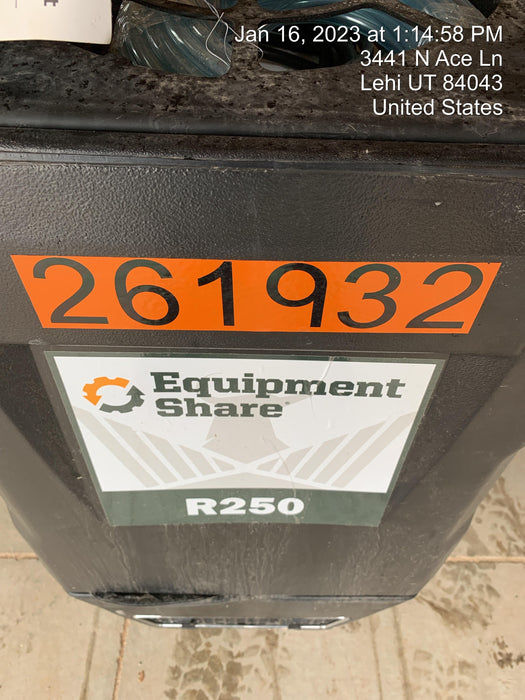 Jan 16, 2023 at 1:14:58 PM
3441 N Ace Ln
Lehi UT 84043
United States
261932
Equipment
Share
R250